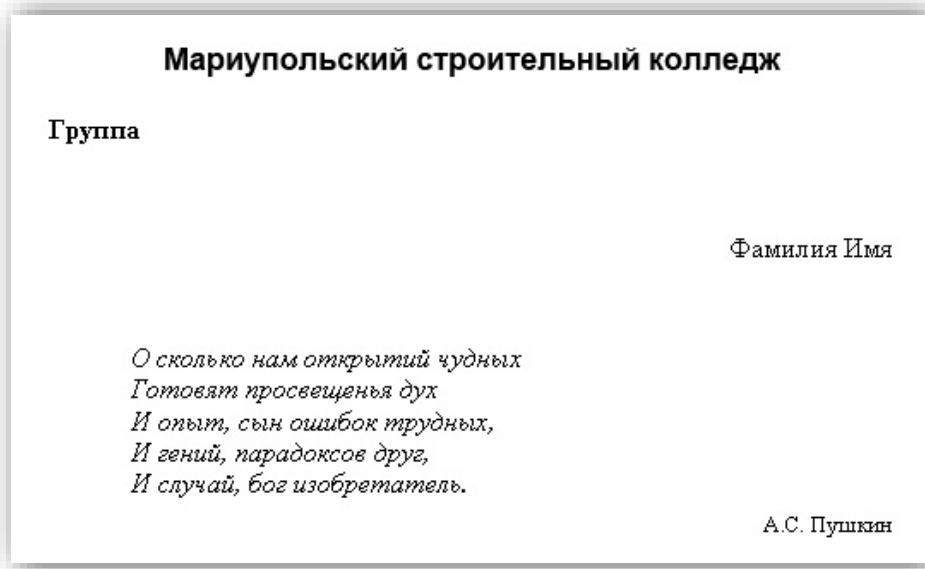 Мариупольский строительный колледж
Группа
Фамилия Имя
О сколько нам открытий чудных
Готовят просвещенья дух
И опыт, сын ошибок трудных,
И гений, парадоксов друг,
И случай, бог изобретатель.
А.С. Пушкин